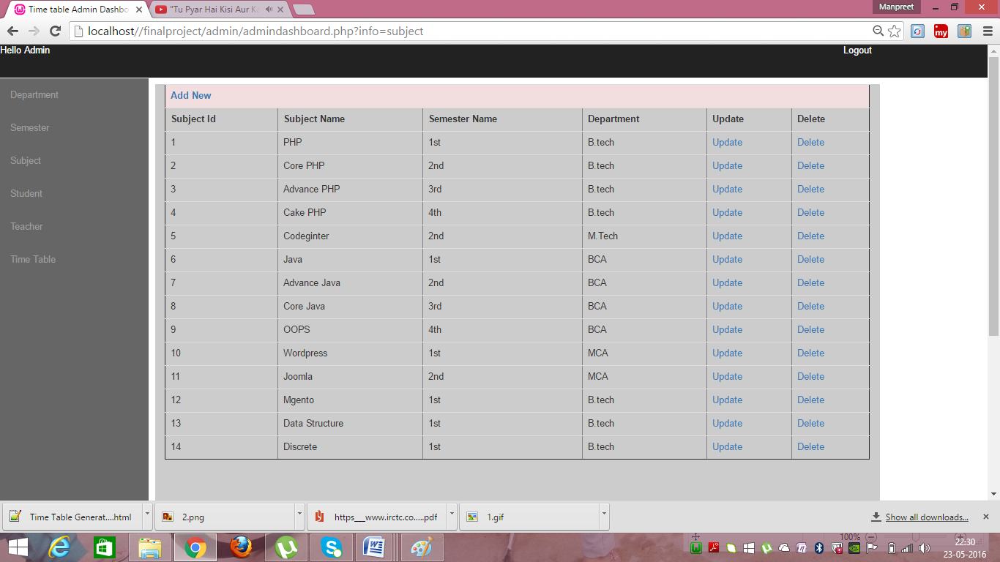 Time table Admin Dashbo
"Tu Pyar Hai Kisi Aur K
Manpreet
localhost//finalproject/admin/admindashboard.php?info=subject
my
Hello Admin Logout
Department
Semester
Subject
Student
Teacher
Time Table
Add New
Subject Id Subject Name Semester Name Department Update Delete
1 PHP 1st B.tech Update Delete
2 Core PHP 2nd B.tech Update Delete
3 Advance PHP 3rd B.tech Update Delete
4 Cake PHP 4th B.tech Update Delete
5 Codeginter 2nd M.Tech Update Delete
6 Java 1st BCA Update Delete
7 Advance Java 2nd BCA Update Delete
8 Core Java 3rd BCA Update Delete
9 OOPS 4th BCA Update Delete
10 Wordpress 1st MCA Update Delete
11 Joomla 2nd MCA Update Delete
12 Mgento 1st B.tech Update Delete
13 Data Structure 1st B.tech Update Delete
14 Discrete 1st B.tech Update Delete
Time Table Generat....html 2.png https___www.irctc.co.....pdf 1.gif Show all downloads...
100%
22:30
23-05-2016